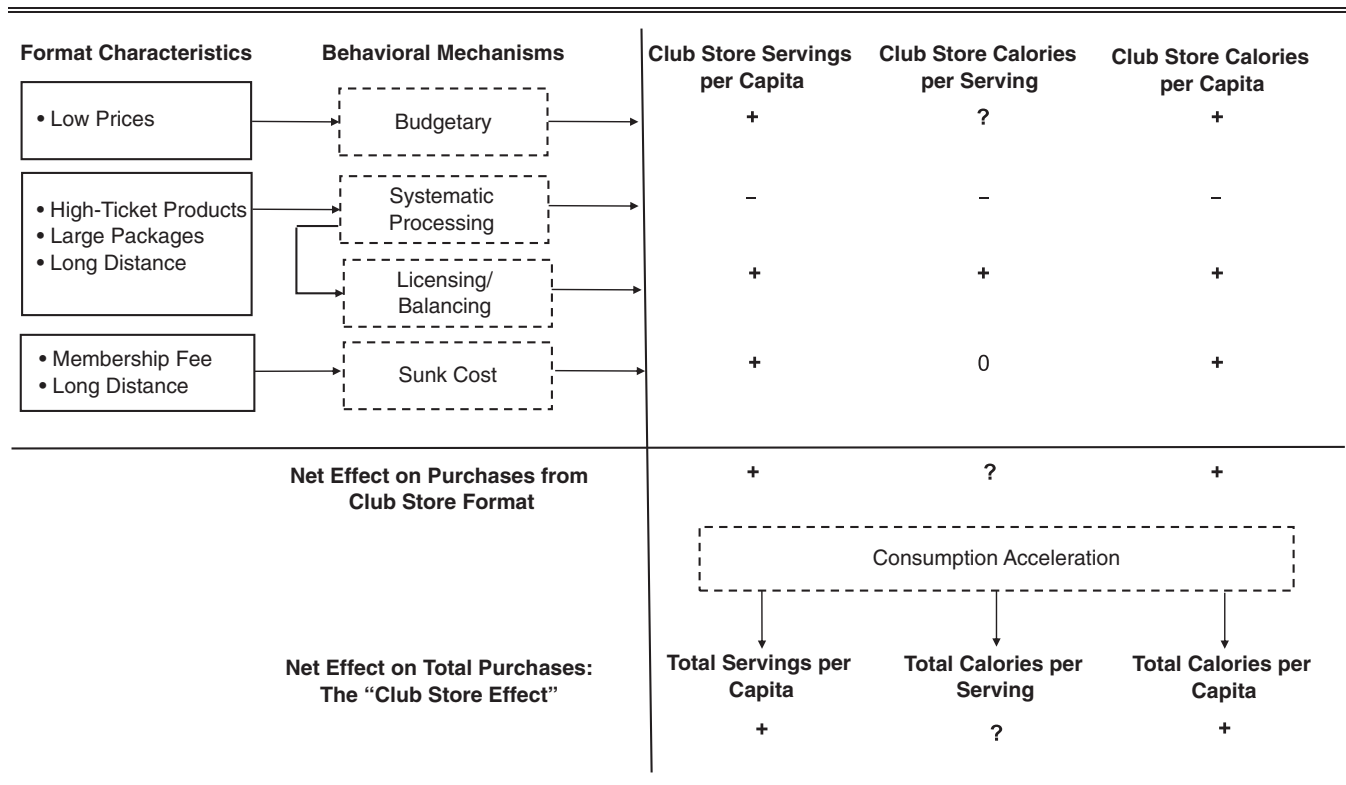 Format Characteristics
Behavioral Mechanisms
Club Store Servings
per Capita
Club Store Calories
per Serving
Club Store Calories
per Capita
• Low Prices
Budgetary
+
?
+
• High-Ticket Products
• Large Packages
• Long Distance
Systematic
Processing
–
–
–
Licensing/
Balancing
+
+
+
• Membership Fee
• Long Distance
Sunk Cost
+
0
+
Net Effect on Purchases from
Club Store Format
+
?
+
Consumption Acceleration
Net Effect on Total Purchases:
The “Club Store Effect”
Total Servings per
Capita
Total Calories per
Serving
Total Calories per
Capita
+
?
+